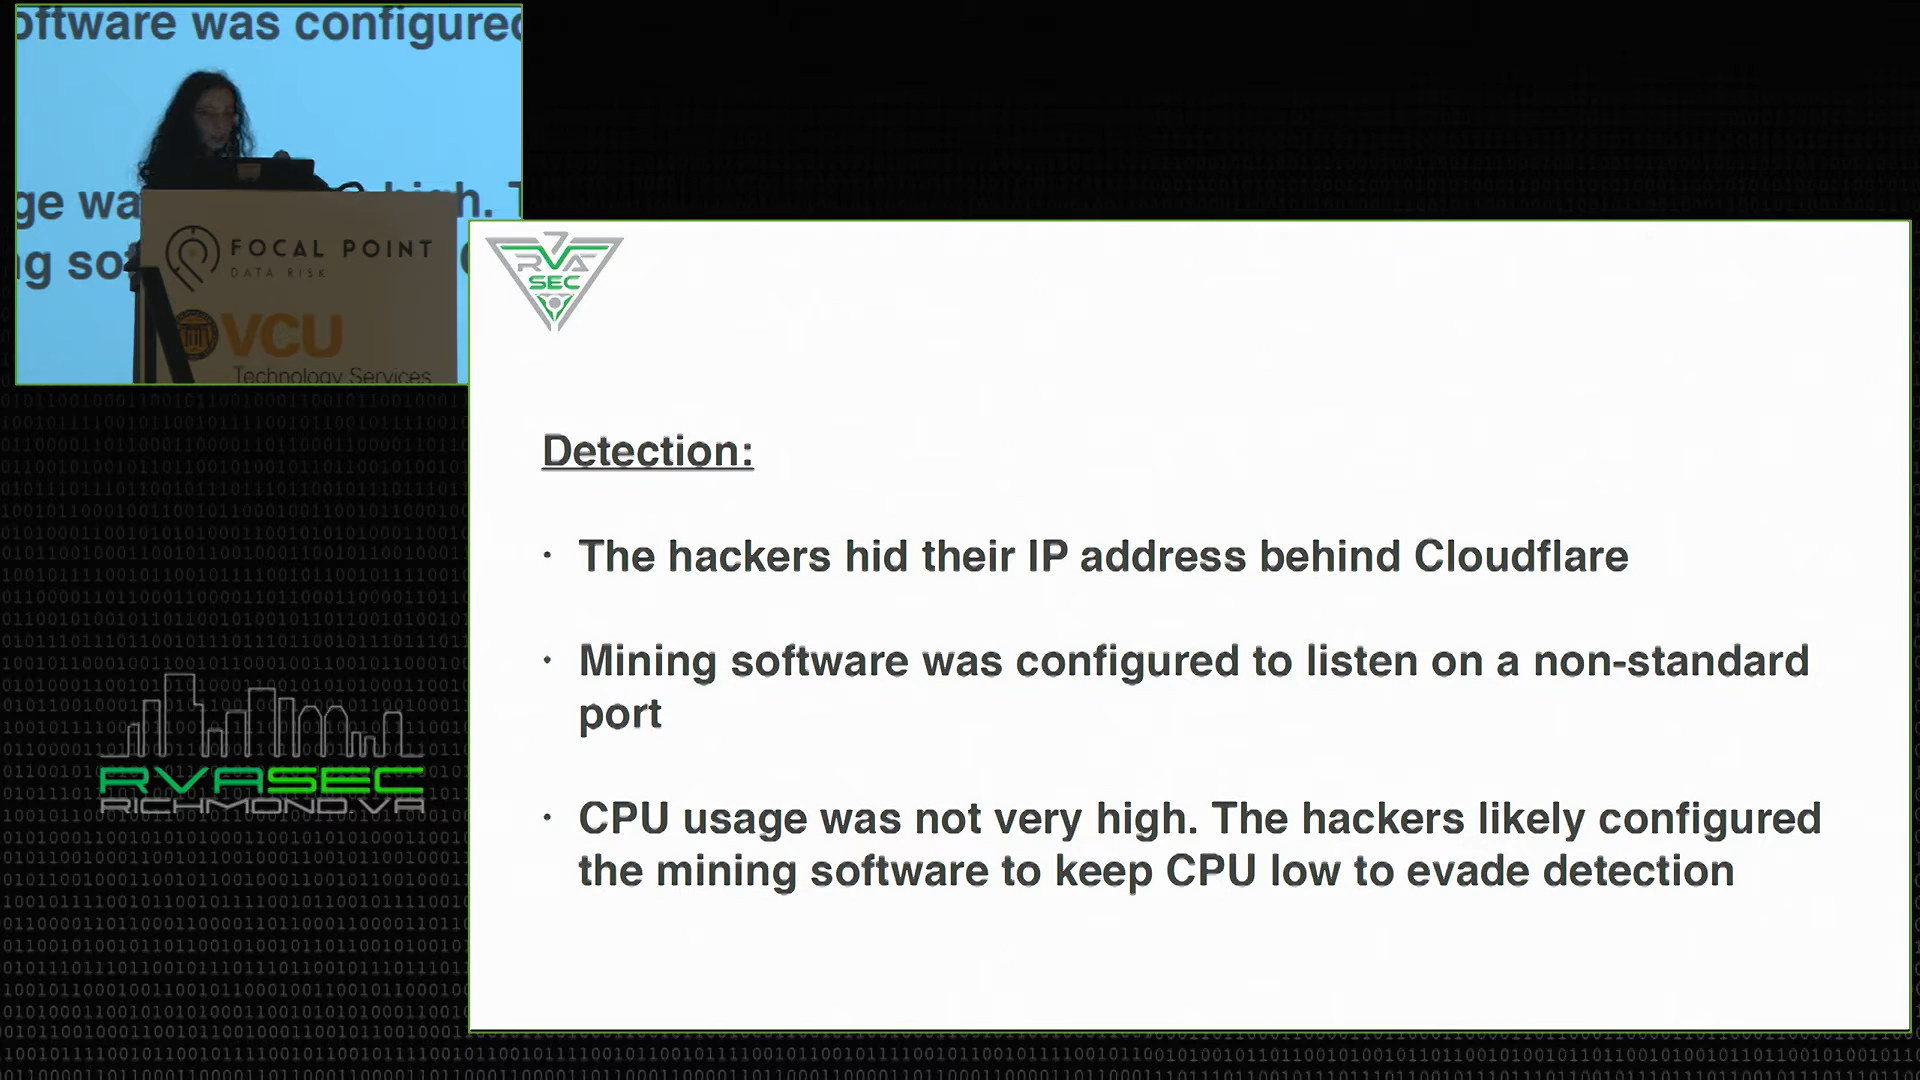 oftware was configured
ge wa
high. T
ng so
FOCAL POINT
DATA RISK
VCU
Technology Services
7
RVA
SEC
Detection:
· The hackers hid their IP address behind Cloudflare
· Mining software was configured to listen on a non-standard
port
· CPU usage was not very high. The hackers likely configured
the mining software to keep CPU low to evade detection
RVASEC
RICHMOND.VA